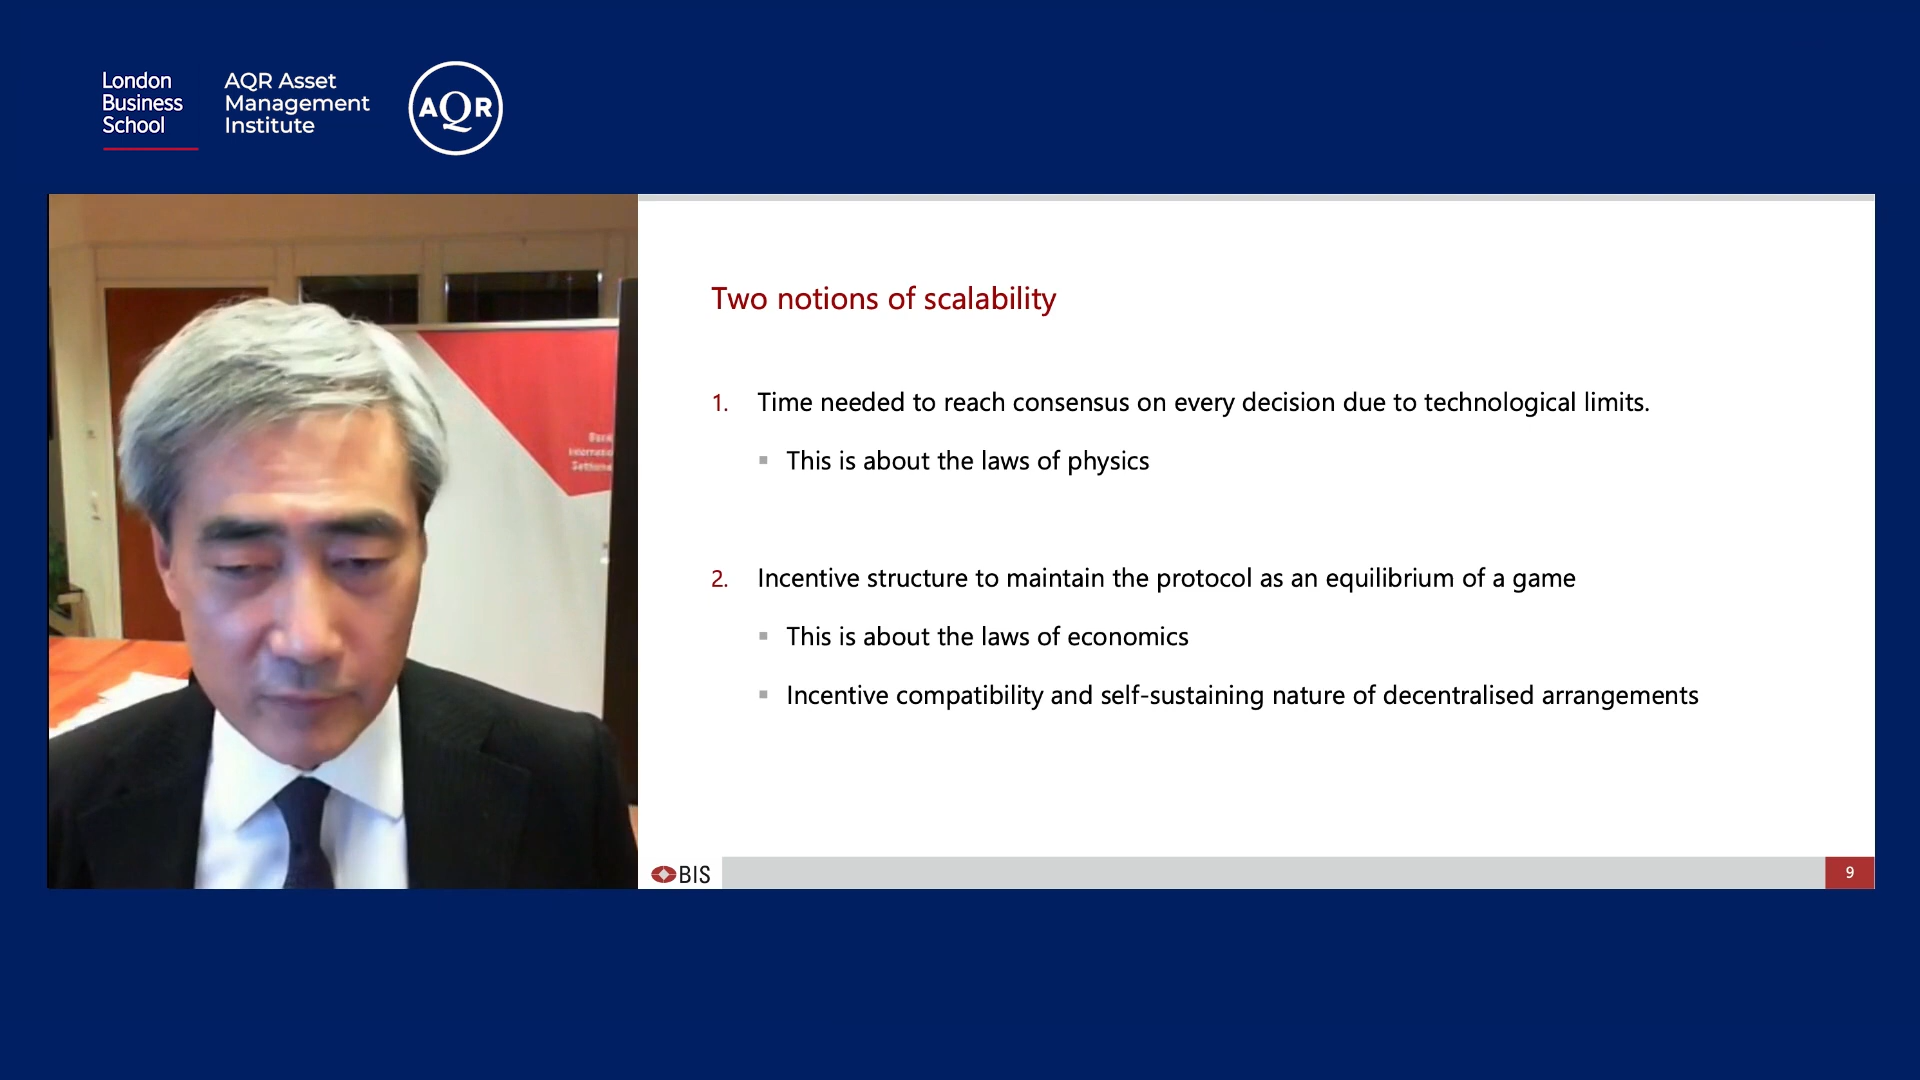 London
Business
School
AQR Asset
Management
Institute
AQR
Two notions of scalability
1. Time needed to reach consensus on every decision due to technological limits.
▪ This is about the laws of physics
2. Incentive structure to maintain the protocol as an equilibrium of a game
▪ This is about the laws of economics
▪ Incentive compatibility and self-sustaining nature of decentralised arrangements
BIS
9